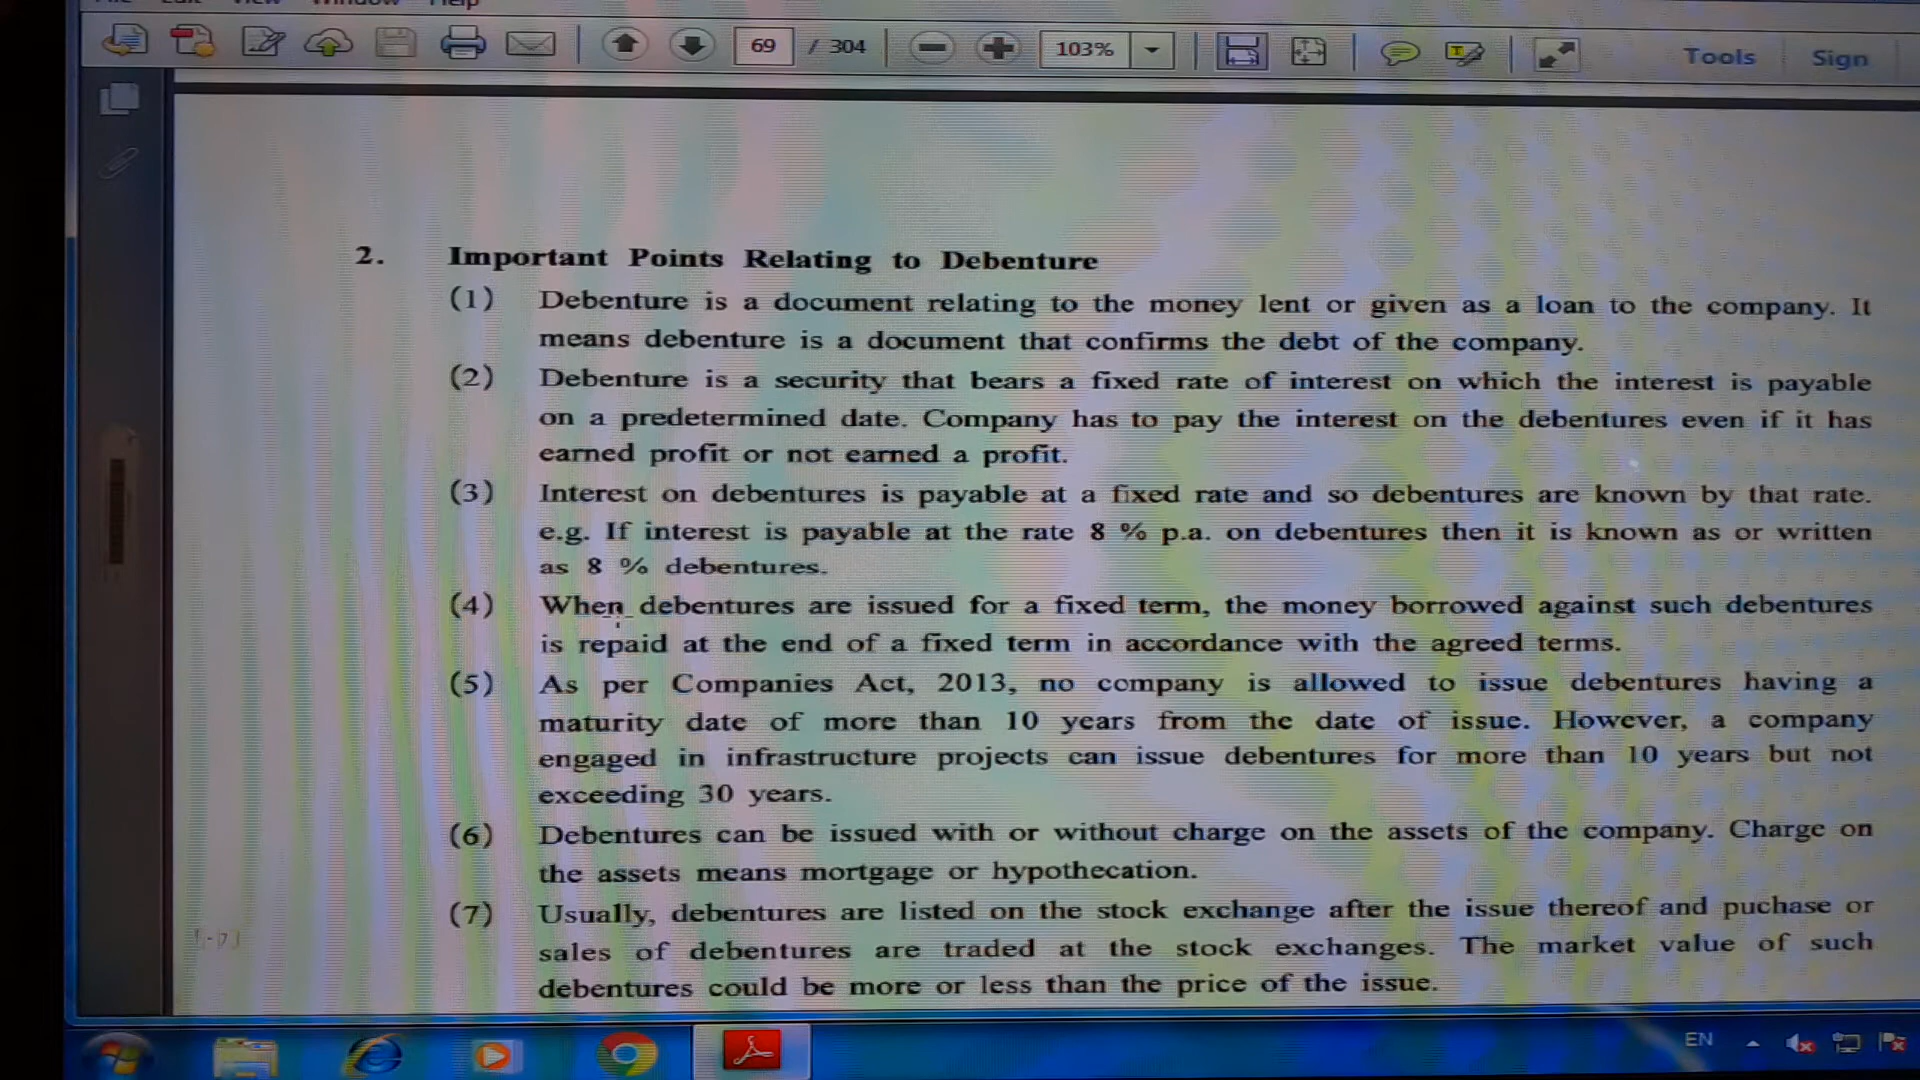 File Edit View Window Help
69 / 304 103% Tools Sign
2. Important Points Relating to Debenture
(1) Debenture is a document relating to the money lent or given as a loan to the company. It
means debenture is a document that confirms the debt of the company.
(2) Debenture is a security that bears a fixed rate of interest on which the interest is payable
on a predetermined date. Company has to pay the interest on the debentures even if it has
earned profit or not earned a profit.
(3) Interest on debentures is payable at a fixed rate and so debentures are known by that rate.
e.g. If interest is payable at the rate 8 % p.a. on debentures then it is known as or written
as 8 % debentures.
(4) When debentures are issued for a fixed term, the money borrowed against such debentures
is repaid at the end of a fixed term in accordance with the agreed terms.
(5) As per Companies Act, 2013, no company is allowed to issue debentures having a
maturity date of more than 10 years from the date of issue. However, a company
engaged in infrastructure projects can issue debentures for more than 10 years but not
exceeding 30 years.
(6) Debentures can be issued with or without charge on the assets of the company. Charge on
the assets means mortgage or hypothecation.
(7) Usually, debentures are listed on the stock exchange after the issue thereof and puchase or
sales of debentures are traded at the stock exchanges. The market value of such
debentures could be more or less than the price of the issue.
EN